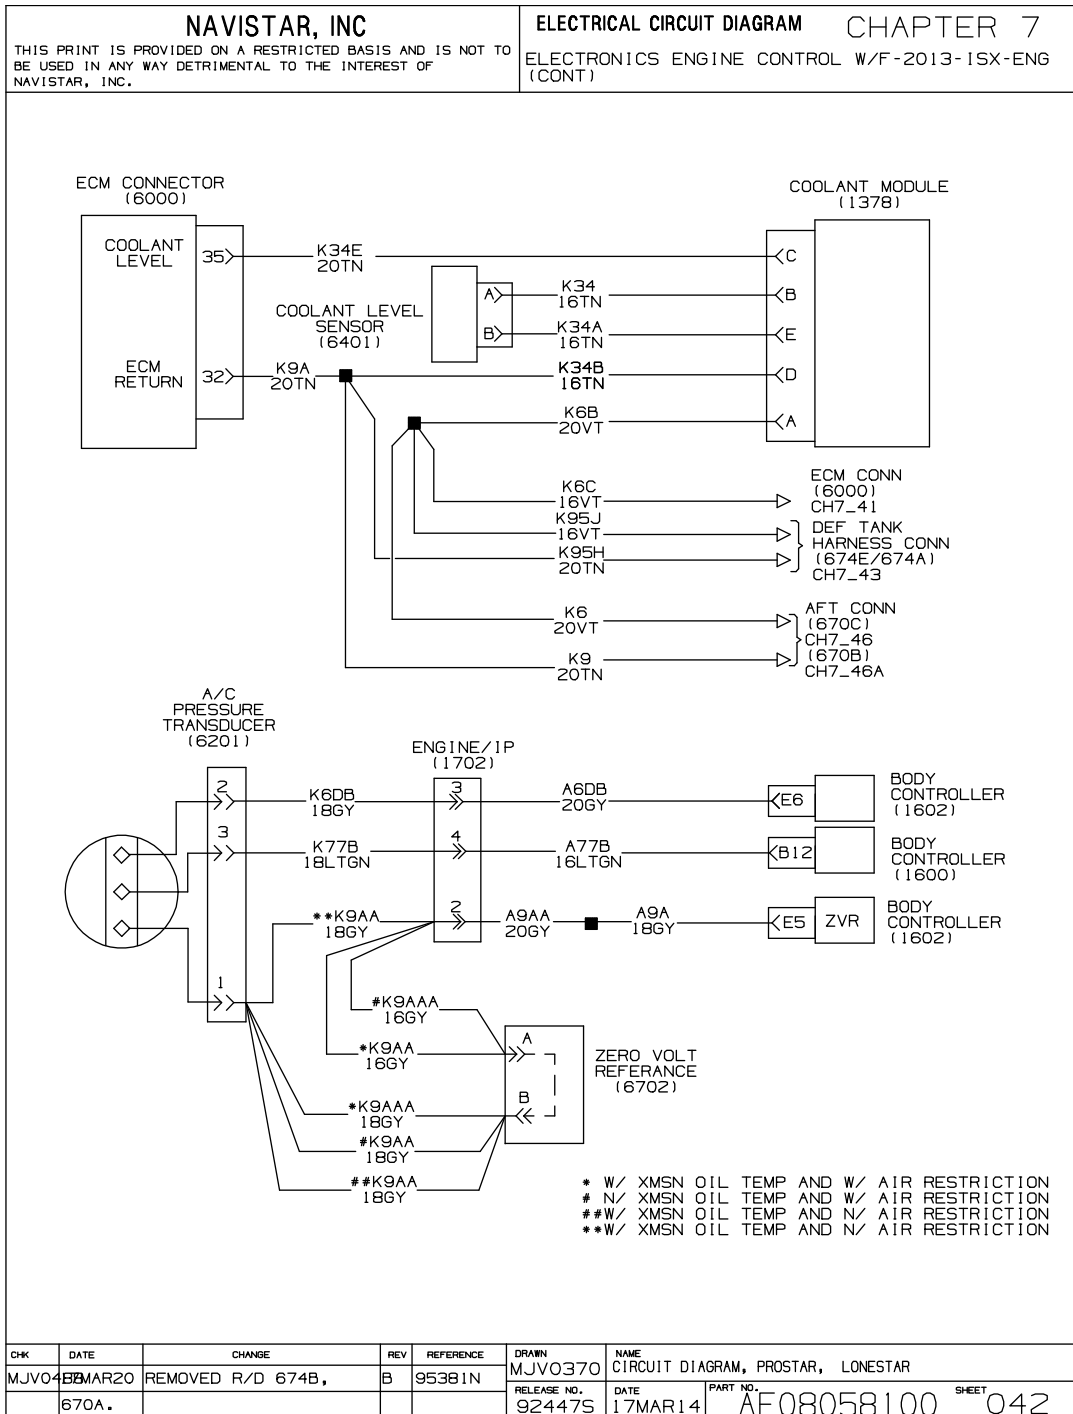 NAVISTAR, INC
THIS PRINT IS PROVIDED ON A RESTRICTED BASIS AND IS NOT TO
BE USED IN ANY WAY DETRIMENTAL TO THE INTEREST OF
NAVISTAR, INC.
ELECTRICAL CIRCUIT DIAGRAM CHAPTER 7
ELECTRONICS ENGINE CONTROL W/F-2013-ISX-ENG
(CONT)
ECM CONNECTOR
(6000)
COOLANT MODULE
(1378)
COOLANT
LEVEL
35
K34E
20TN
C
COOLANT LEVEL
SENSOR
(6401)
A
K34
16TN
B
B
K34A
16TN
E
ECM
RETURN
32
K9A
20TN
K34B
16TN
D
K6B
20VT
A
K6C
16VT
ECM CONN
(6000)
CH7_41
K95J
16VT
K95H
20TN
DEF TANK
HARNESS CONN
(674E/674A)
CH7_43
K6
20VT
K9
20TN
AFT CONN
(670C)
CH7_46
(670B)
CH7_46A
A/C
PRESSURE
TRANSDUCER
(6201)
ENGINE/IP
(1702)
2
K6DB
18GY
3
A6DB
20GY
E6
BODY
CONTROLLER
(1602)
3
K77B
18LTGN
4
A77B
16LTGN
B12
BODY
CONTROLLER
(1600)
**K9AA
18GY
2
A9AA
20GY
A9A
18GY
E5
ZVR
BODY
CONTROLLER
(1602)
1
#K9AAA
16GY
*K9AA
16GY
A
B
ZERO VOLT
REFERANCE
(6702)
*K9AAA
18GY
#K9AA
18GY
##K9AA
18GY
* W/ XMSN OIL TEMP AND W/ AIR RESTRICTION
# N/ XMSN OIL TEMP AND W/ AIR RESTRICTION
##W/ XMSN OIL TEMP AND N/ AIR RESTRICTION
**W/ XMSN OIL TEMP AND N/ AIR RESTRICTION
CHK DATE CHANGE REV REFERENCE
REMOVED R/D 674B, B 95381N
670A.
DRAWN
MJV0370
NAME
CIRCUIT DIAGRAM, PROSTAR, LONESTAR
RELEASE NO.
92447S
DATE
17MAR14
PART NO.
AF08058100
SHEET
042